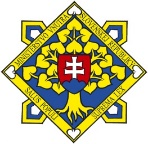 MINISTERSTVO VNÚTRA
SLOVENSKEJ REPUBLIKY
SALUS POPULI
SUPREMA LEX